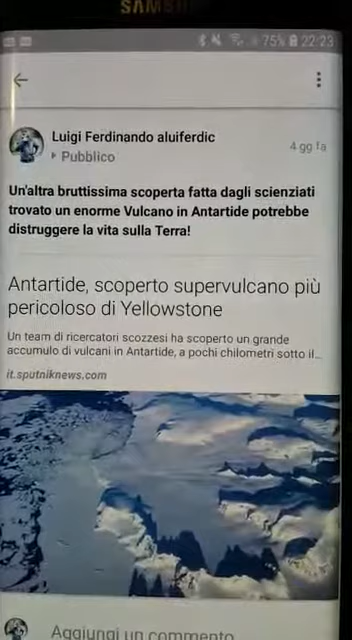 SAMSUNG
75% 22:23
Luigi Ferdinando aluiferdic
4 gg fa
Pubblico
Un'altra bruttissima scoperta fatta dagli scienziati
trovato un enorme Vulcano in Antartide potrebbe
distruggere la vita sulla Terra!
Antartide, scoperto supervulcano più
pericoloso di Yellowstone
Un team di ricercatori scozzesi ha scoperto un grande
accumulo di vulcani in Antartide, a pochi chilometri sotto il...
it.sputniknews.com
Aggiungi un commento